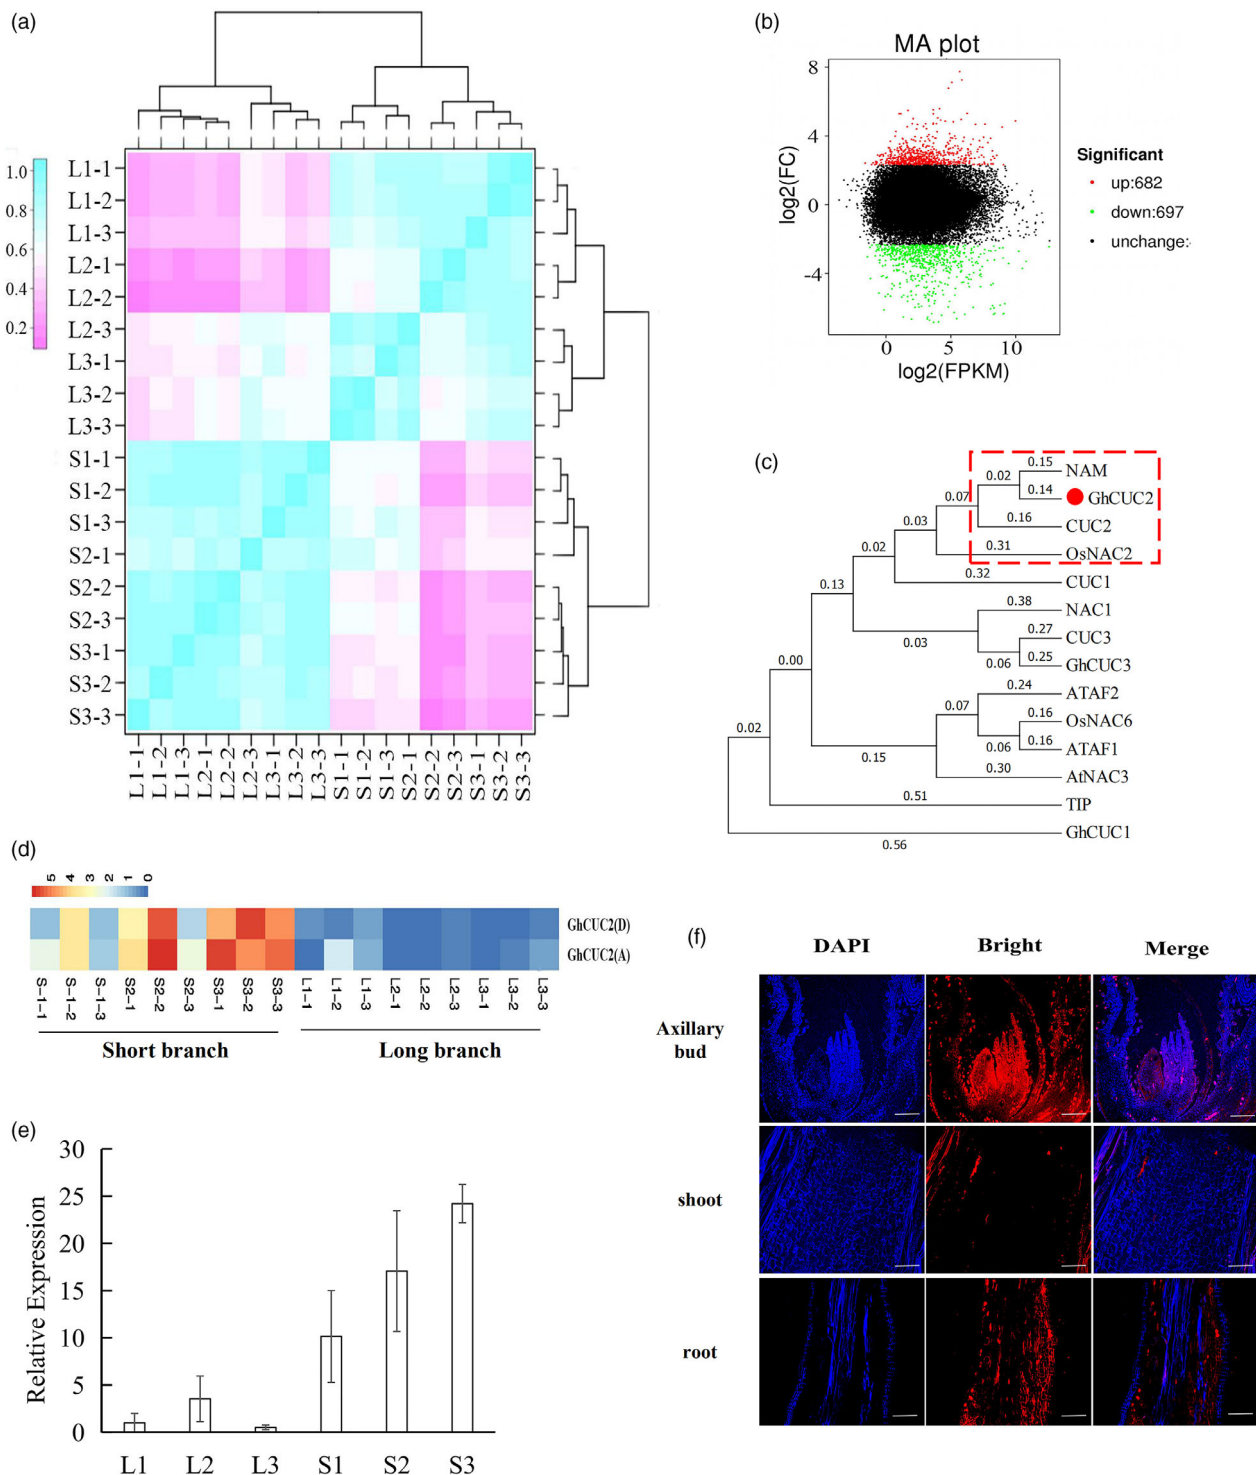 (a)
1.0
0.8
0.6
0.4
0.2
L1-1
L1-2
L1-3
L2-1
L2-2
L2-3
L3-1
L3-2
L3-3
S1-1
S1-2
S1-3
S2-1
S2-2
S2-3
S3-1
S3-2
S3-3
L1-1 L1-2 L1-3 L2-1 L2-2 L2-3 L3-1 L3-2 L3-3 S1-1 S1-2 S1-3 S2-1 S2-2 S2-3 S3-1 S3-2 S3-3
(b)
MA plot
8
4
0
-4
log2(FC)
0 5 10
log2(FPKM)
Significant
up:682
down:697
unchange:
(c)
0.15 NAM
0.02
0.14 GhCUC2
0.07
0.16 CUC2
0.03
0.31 OsNAC2
0.02
0.32 CUC1
0.13
0.38 NAC1
0.03
0.27 CUC3
0.06 0.25 GhCUC3
0.00
0.24 ATAF2
0.07
0.16 OsNAC6
0.06 0.16 ATAF1
0.15
0.30 AtNAC3
0.02
0.51 TIP
0.56 GhCUC1
(d)
5 4 3 2 1 0
GhCUC2(D)
GhCUC2(A)
S-1-1 S-1-2 S-1-3 S2-1 S2-2 S2-3 S3-1 S3-2 S3-3 L1-1 L1-2 L1-3 L2-1 L2-2 L2-3 L3-1 L3-2 L3-3
Short branch Long branch
(e)
30
25
20
15
10
5
0
Relative Expression
L1 L2 L3 S1 S2 S3
(f)
DAPI Bright Merge
Axillary
bud
shoot
root